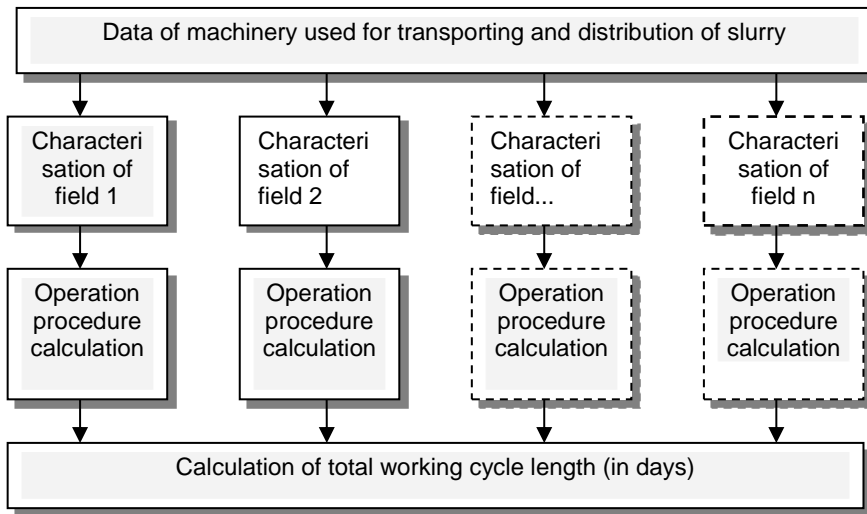 Data of machinery used for transporting and distribution of slurry
Characteri
sation of
field 1
Characteri
sation of
field 2
Characteri
sation of
field...
Characteri
sation of
field n
Operation
procedure
calculation
Operation
procedure
calculation
Operation
procedure
calculation
Operation
procedure
calculation
Calculation of total working cycle length (in days)